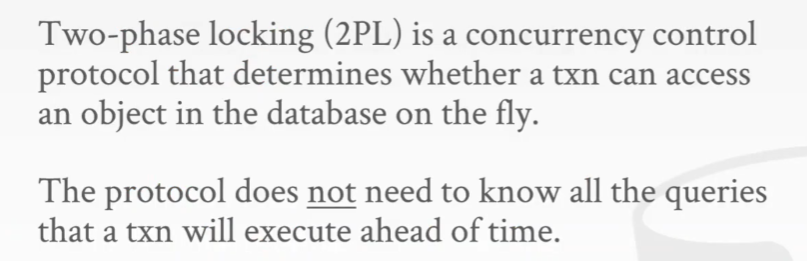 Two-phase locking (2PL) is a concurrency control
protocol that determines whether a txn can access
an object in the database on the fly.
The protocol does not need to know all the queries
that a txn will execute ahead of time.